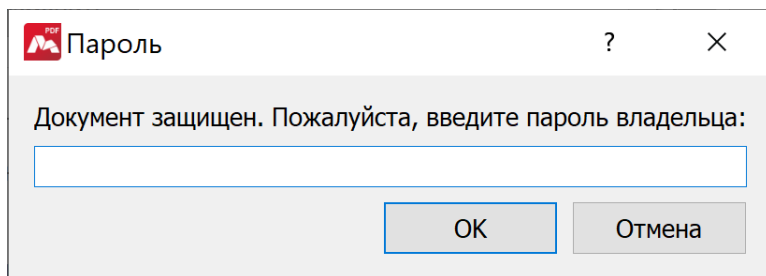 PDF
Пароль
?
Документ защищен. Пожалуйста, введите пароль владельца:
OK
Отмена